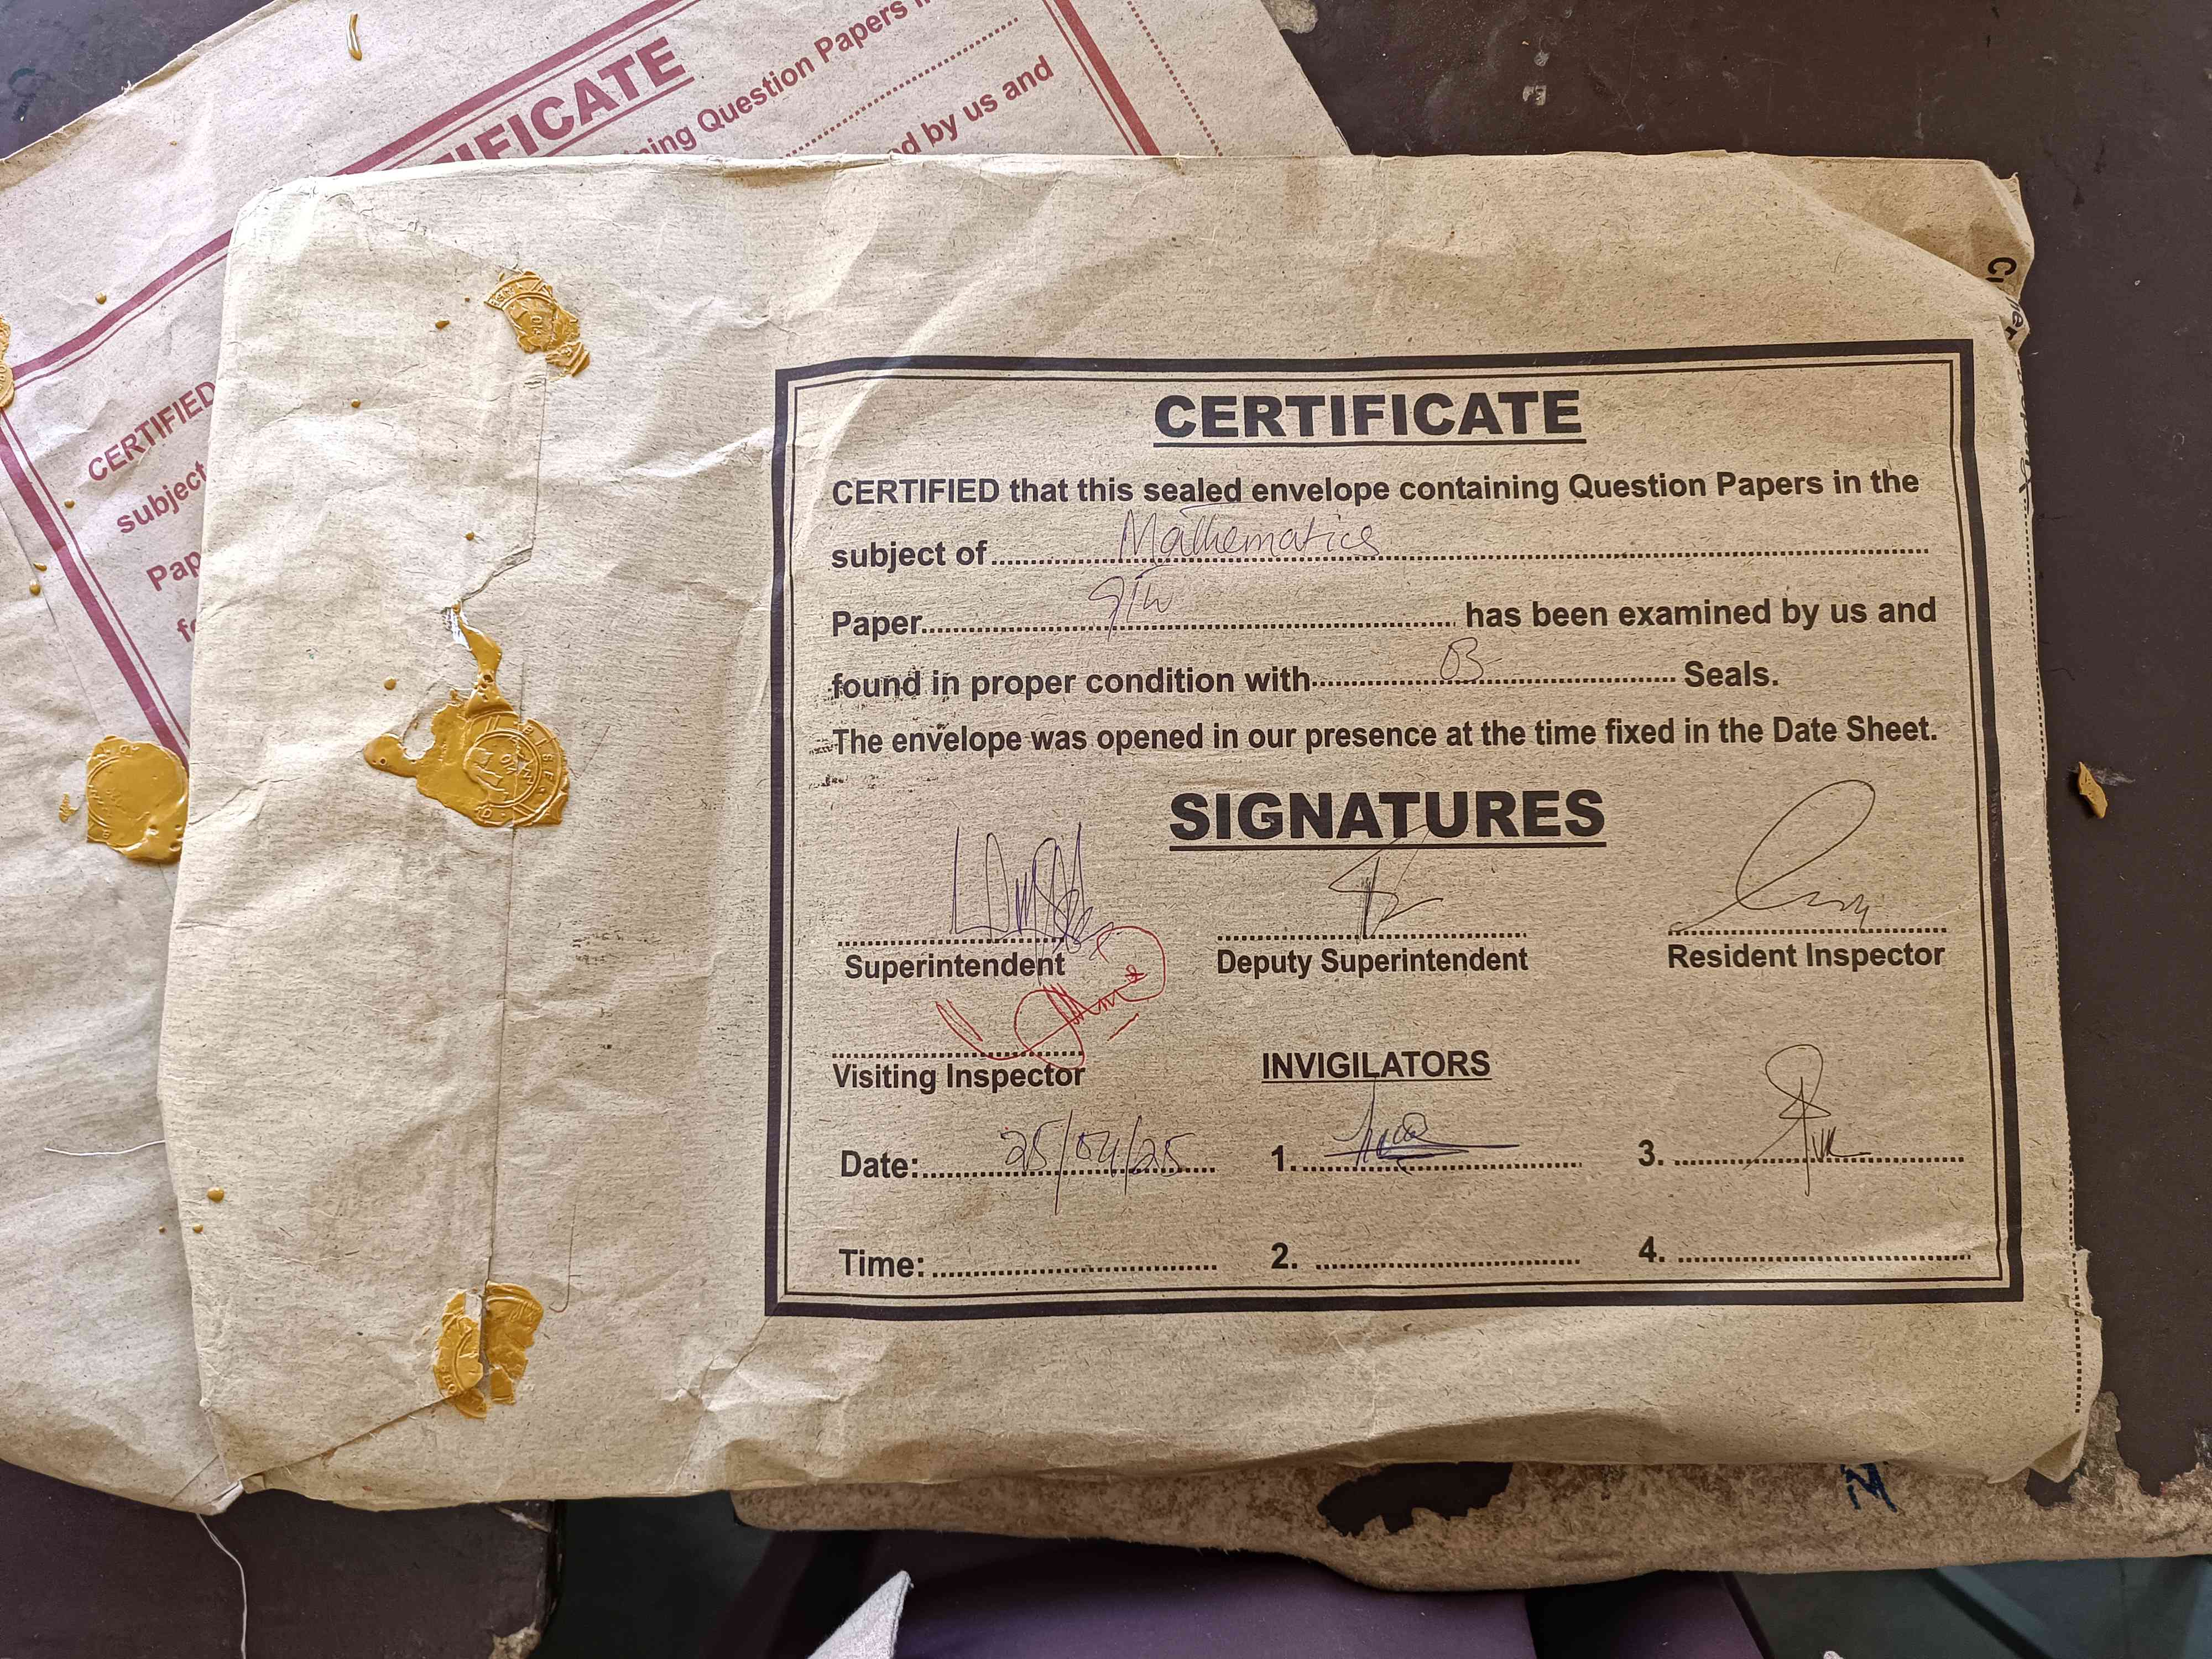 IFICATE
ning Question Papers in
ed by us and
CERTIFIED
subject
Pap
CERTIFICATE
CERTIFIED that this sealed envelope containing Question Papers in the
subject of Mathematics
Paper has been examined by us and
found in proper condition with 03 Seals.
The envelope was opened in our presence at the time fixed in the Date Sheet.
SIGNATURES
Superintendent Deputy Superintendent Resident Inspector
Visiting Inspector INVIGILATORS
Date: 25/04/25 1. 3.
Time: 2. 4.